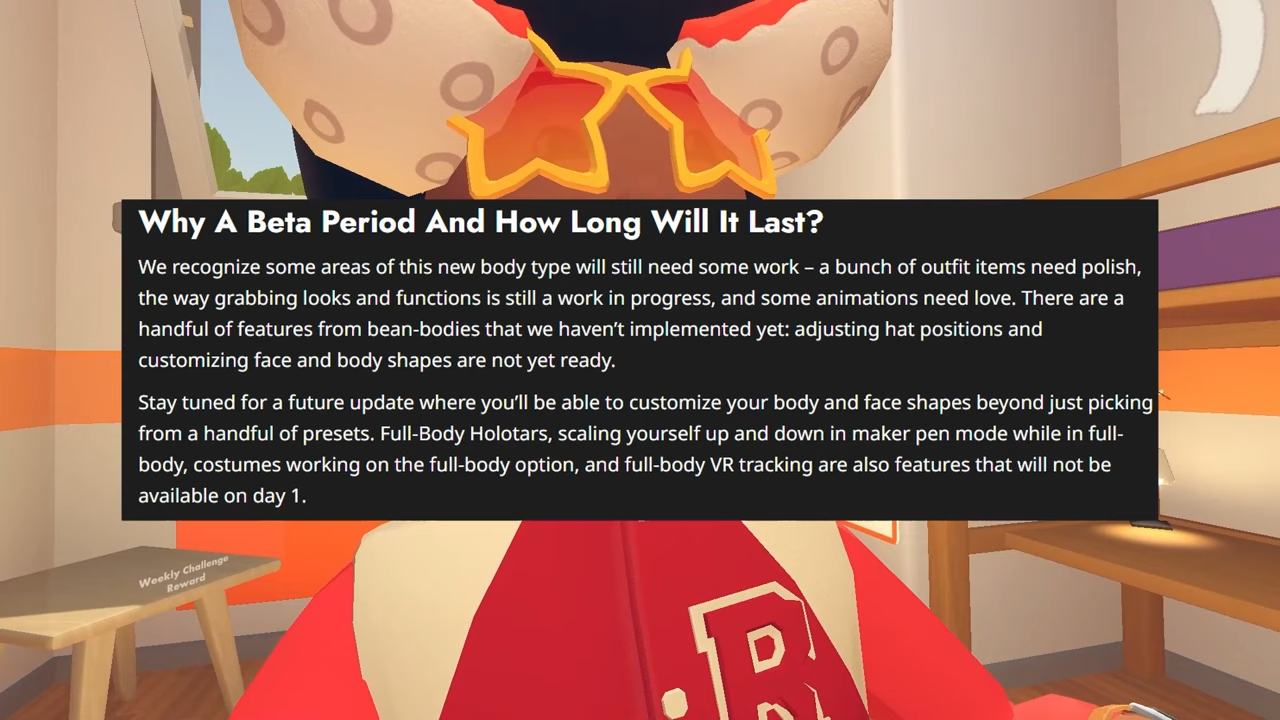 Why A Beta Period And How Long Will It Last?
We recognize some areas of this new body type will still need some work – a bunch of outfit items need polish,
the way grabbing looks and functions is still a work in progress, and some animations need love. There are a
handful of features from bean-bodies that we haven't implemented yet: adjusting hat positions and
customizing face and body shapes are not yet ready.
Stay tuned for a future update where you'll be able to customize your body and face shapes beyond just picking
from a handful of presets. Full-Body Holotars, scaling yourself up and down in maker pen mode while in full-
body, costumes working on the full-body option, and full-body VR tracking are also features that will not be
available on day 1.
Weekly Challenge
Reward
R